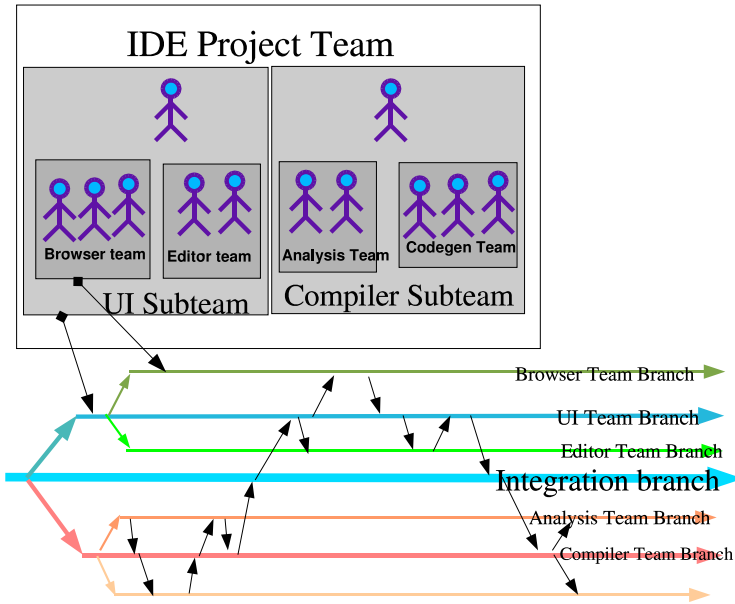 IDE Project Team
Browser team
Editor team
Analysis Team
Codegen Team
UI Subteam
Compiler Subteam
Browser Team Branch
UI Team Branch
Editor Team Branch
Integration branch
Analysis Team Branch
Compiler Team Branch